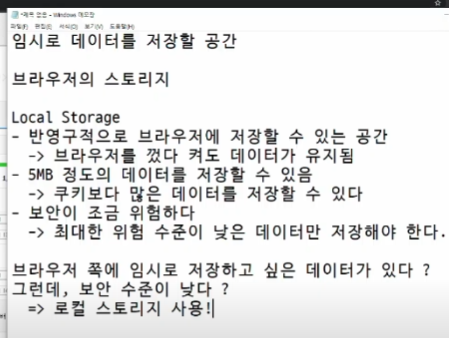 *제목 없음 - Windows 메모장
파일(F) 편집(E) 서식(O) 보기(V) 도움말(H)
임시로 데이터를 저장할 공간
브라우저의 스토리지
Local Storage
- 반영구적으로 브라우저에 저장할 수 있는 공간
-> 브라우저를 껐다 켜도 데이터가 유지됨
- 5MB 정도의 데이터를 저장할 수 있음
-> 쿠키보다 많은 데이터를 저장할 수 있다
- 보안이 조금 위험하다
-> 최대한 위험 수준이 낮은 데이터만 저장해야 한다.
브라우저 쪽에 임시로 저장하고 싶은 데이터가 있다 ?
그런데, 보안 수준이 낮다 ?
=> 로컬 스토리지 사용!